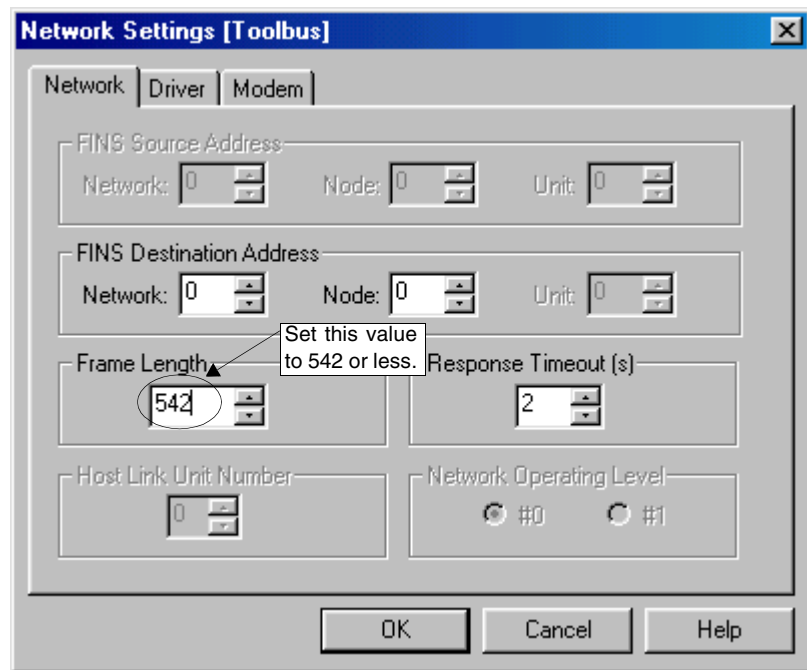 Network Settings [Toolbus]
Network Driver Modem
FINS Source Address
Network: 0 Node: 0 Unit: 0
FINS Destination Address
Network: 0 Node: 0 Unit: 0
Set this value
to 542 or less.
Frame Length
542
Response Timeout (s)
2
Host Link Unit Number
0
Network Operating Level
#0 #1
OK Cancel Help